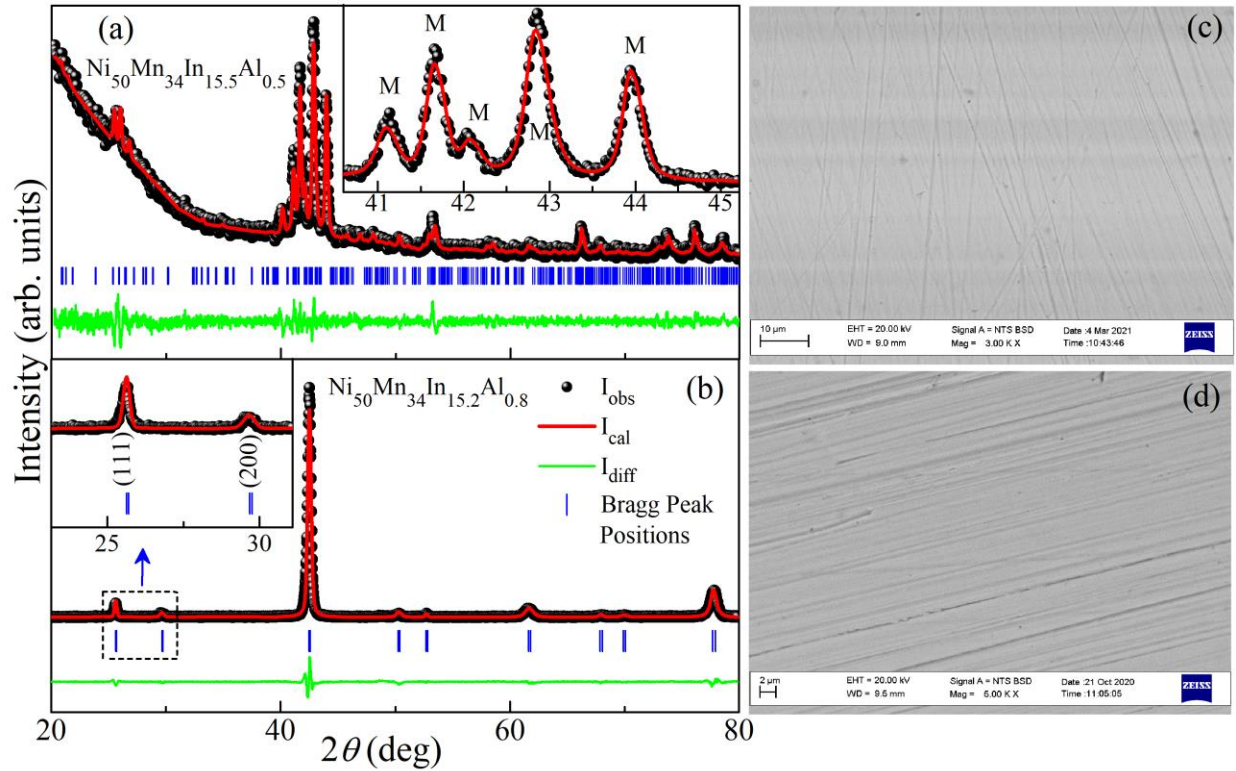 (a)
Ni50Mn34In15.5Al0.5
M
M
M
M
M
M
41 42 43 44 45
Intensity (arb. units)
(b)
Ni50Mn34In15.2Al0.8
Iobs
Ical
Idiff
Bragg Peak
Positions
(111)
(200)
25 30
20 40 60 80
2θ (deg)
(c)
10 µm
EHT = 20.00 kV Signal A = NTS BSD Date :4 Mar 2021
WD = 9.0 mm Mag = 3.00 K X Time :10:43:46
ZEISS
(d)
2 µm
EHT = 20.00 kV Signal A = NTS BSD Date :21 Oct 2020
WD = 9.5 mm Mag = 5.00 K X Time :11:05:05
ZEISS